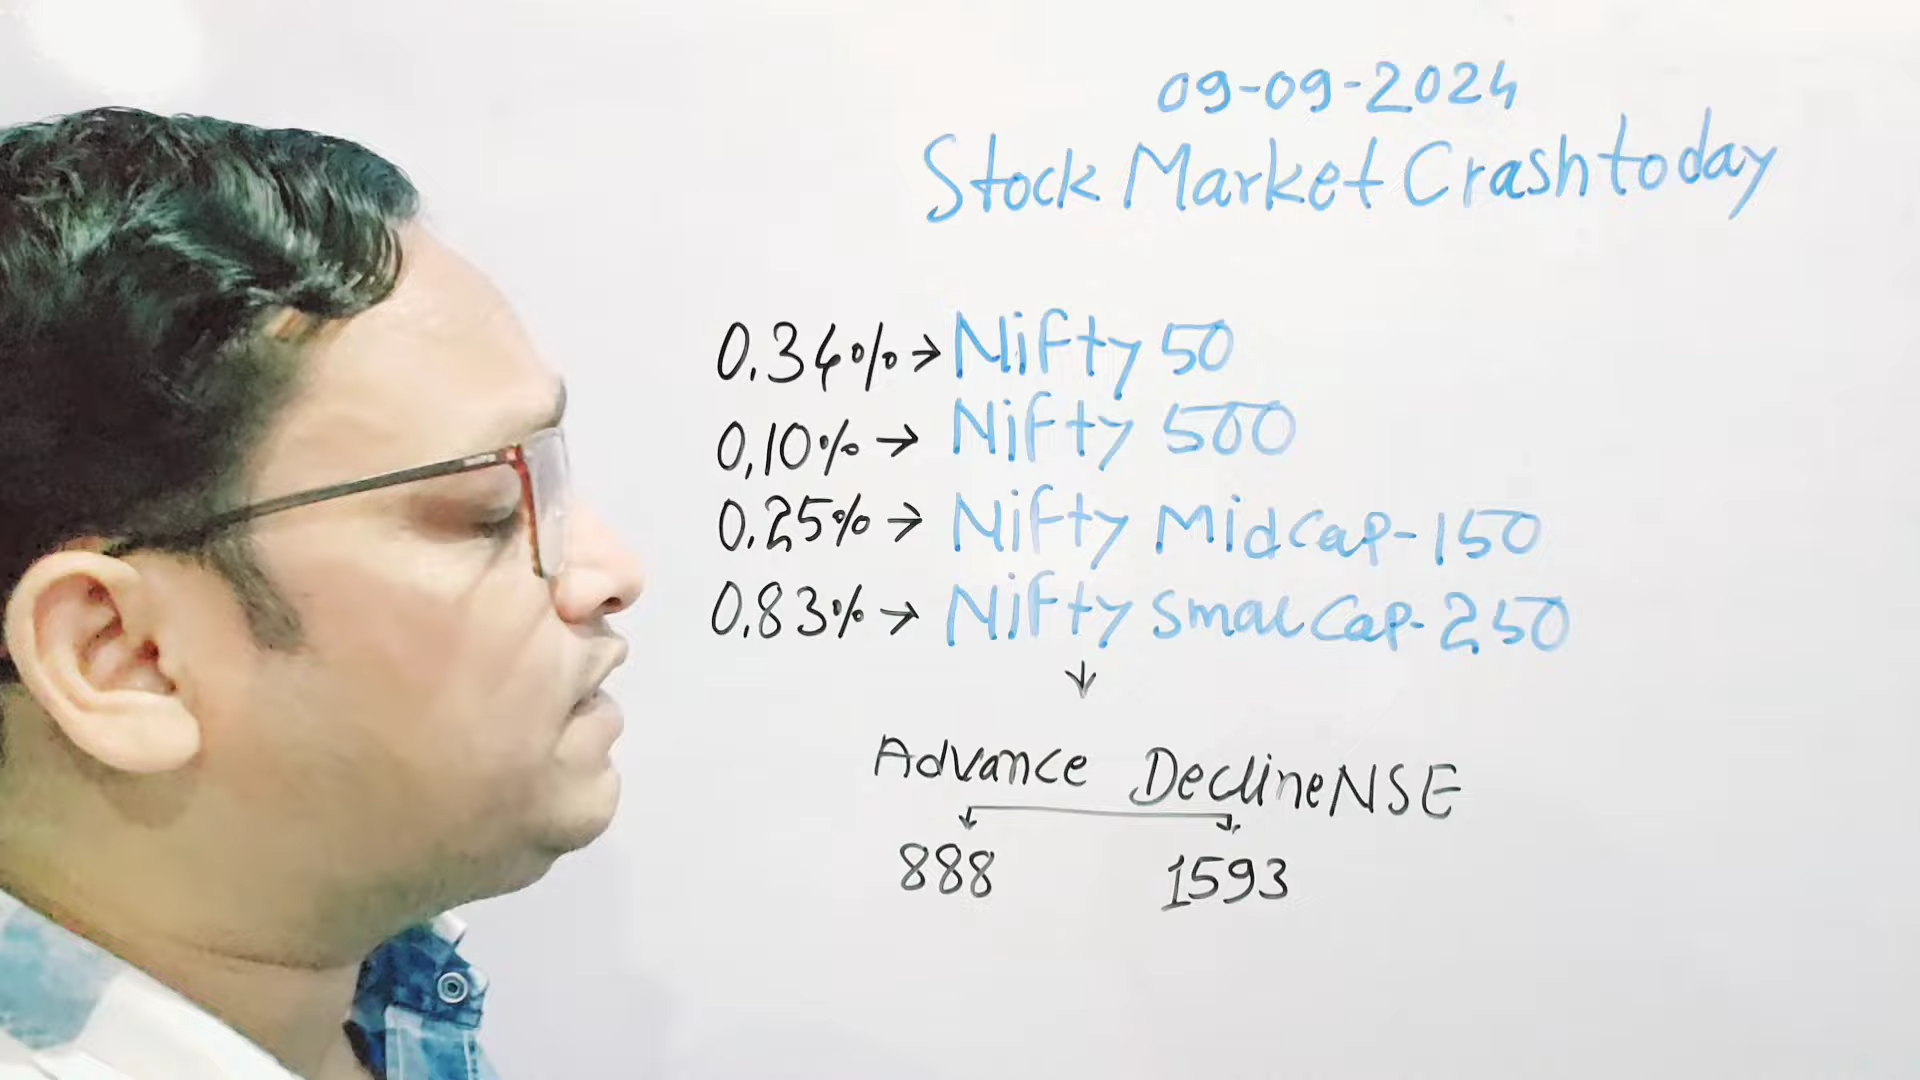 09-09-2024
Stock Market Crash today
0.34% → Nifty 50
0.10% → Nifty 500
0.25% → Nifty Midcap-150
0.83% → Nifty Smallcap-250
↓
Advance Decline NSE
888 1593